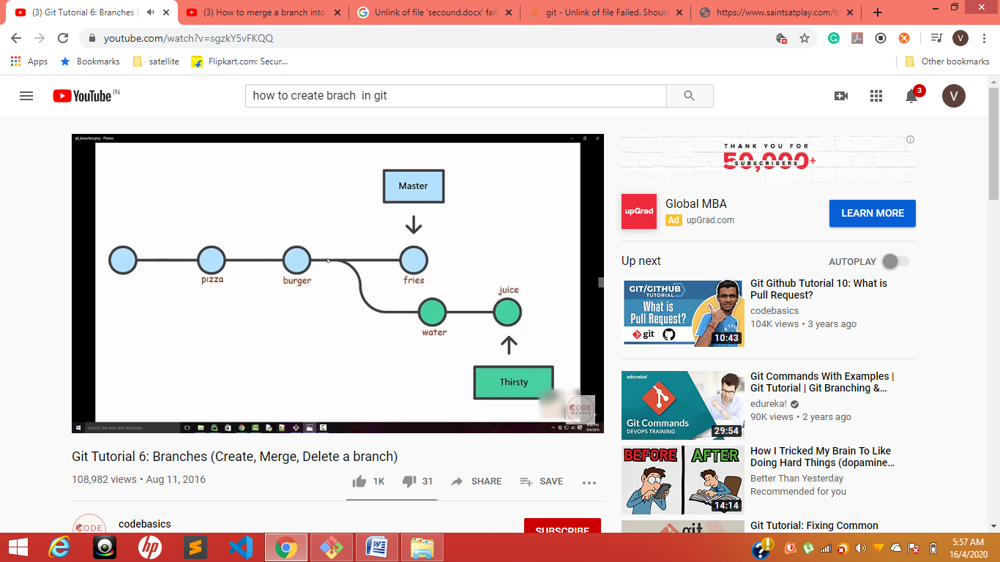 (3) Git Tutorial 6: Branches (
(3) How to merge a branch into
Unlink of file 'secound.docx' fail
git - Unlink of file Failed. Should
https://www.saintsatplay.com/b
youtube.com/watch?v=sgzkY5vFKQQ
V
Apps
Bookmarks
satellite
Flipkart.com: Secur...
Other bookmarks
YouTube IN
how to create brach in git
3
V
git_branches.png - Photos
Master
pizza
burger
fries
juice
water
Thirsty
CODE
BASICS
Search the web and Windows
Git Tutorial 6: Branches (Create, Merge, Delete a branch)
108,982 views • Aug 11, 2016
1K
31
SHARE
SAVE
CODE
codebasics
SUBSCRIBE
THANK YOU FOR
50,000+
SUBSCRIBERS
upGrad
Global MBA
Ad upGrad.com
LEARN MORE
Up next
AUTOPLAY
GIT/GITHUB
TUTORIAL
What is
Pull Request?
git
10:43
Git Github Tutorial 10: What is
Pull Request?
codebasics
104K views • 3 years ago
edureka!
Git Commands
DEVOPS TRAINING
29:54
Git Commands With Examples |
Git Tutorial | Git Branching &...
edureka!
90K views • 2 years ago
BEFORE
AFTER
14:14
How I Tricked My Brain To Like
Doing Hard Things (dopamine...
Better Than Yesterday
Recommended for you
git
Git Tutorial: Fixing Common
5:57 AM
16/4/2020